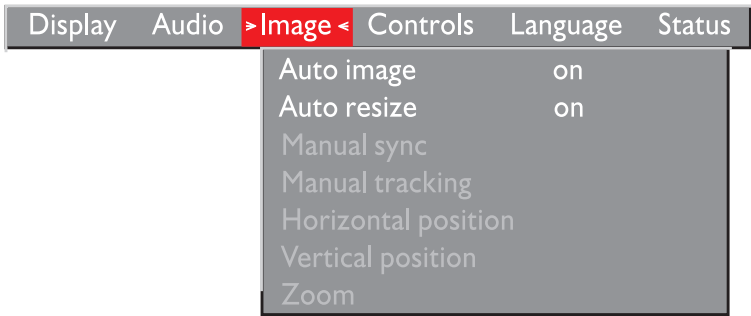 Display Audio >Image< Controls Language Status
Auto image on
Auto resize on
Manual sync
Manual tracking
Horizontal position
Vertical position
Zoom